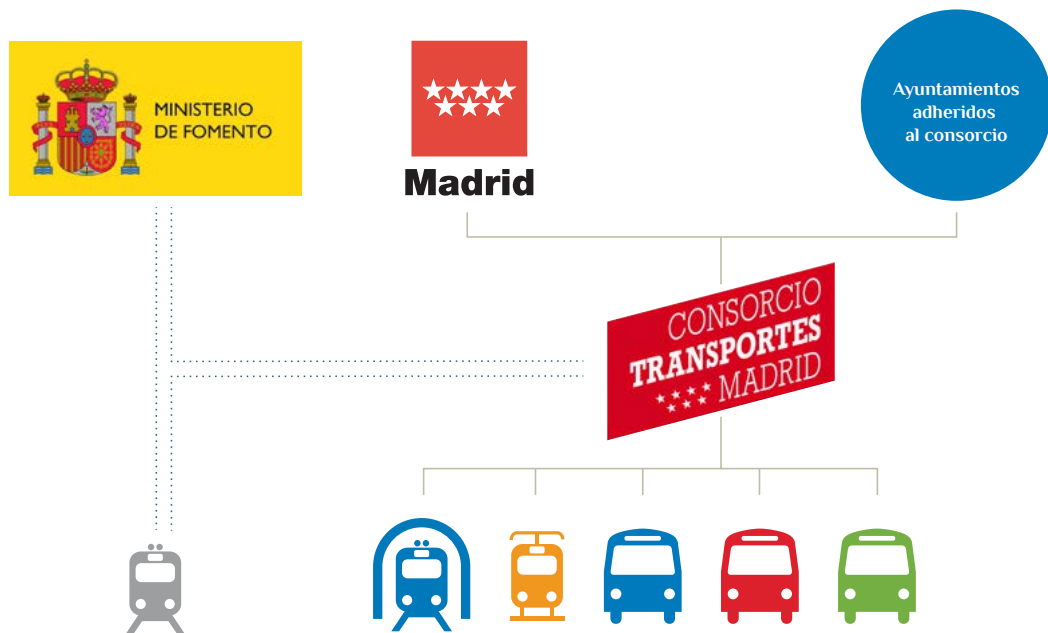 MINISTERIO
DE FOMENTO
Madrid
Ayuntamientos
adheridos
al consorcio
CONSORCIO
TRANSPORTES
MADRID